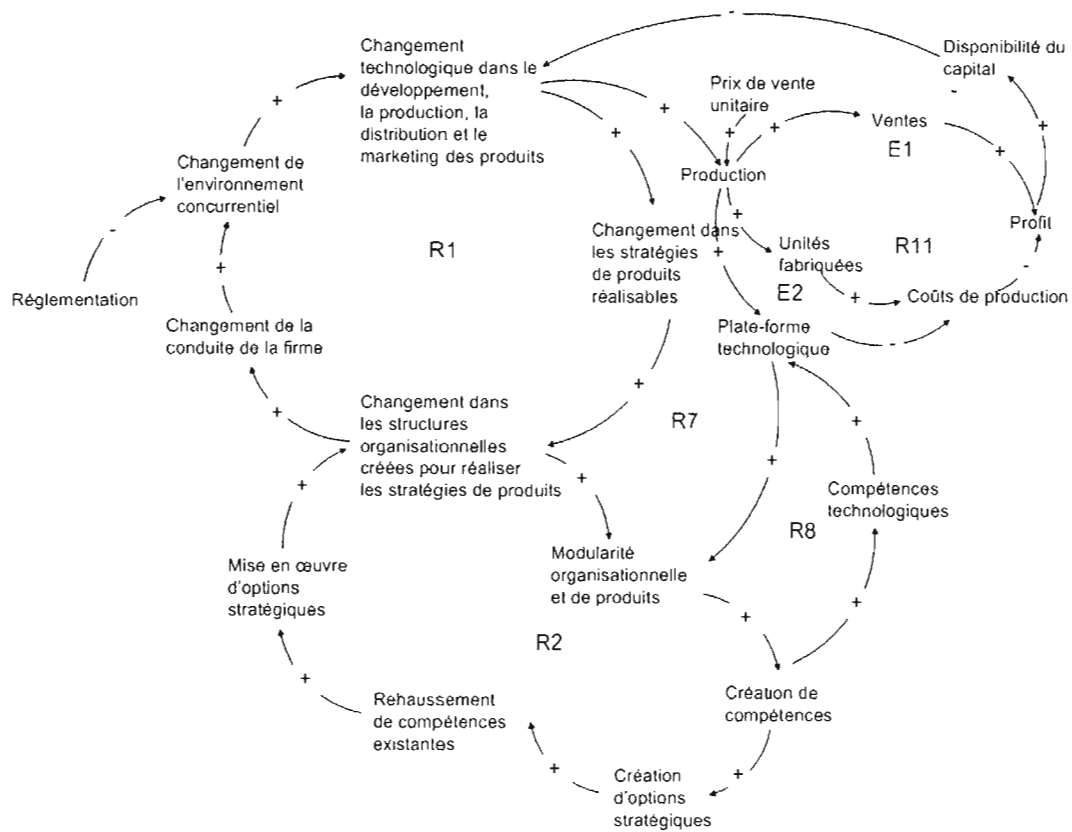 Changement
technologique dans le
développement,
la production, la
distribution et le
marketing des produits
Disponibilité du
capital
Prix de vente
unitaire
Ventes
E1
Production
Changement de
l'environnement
concurrentiel
Profit
R1
Changement dans
les stratégies
de produits
réalisables
Unités
fabriquées
R11
E2
Coûts de production
Réglementation
Changement de la
conduite de la firme
Plate-forme
technologique
Changement dans
les structures
organisationnelles
créées pour réaliser
les stratégies de produits
R7
Compétences
technologiques
R8
Mise en œuvre
d'options
stratégiques
Modularité
organisationnelle
et de produits
R2
Rehaussement
de compétences
existantes
Création de
compétences
Création
d'options
stratégiques